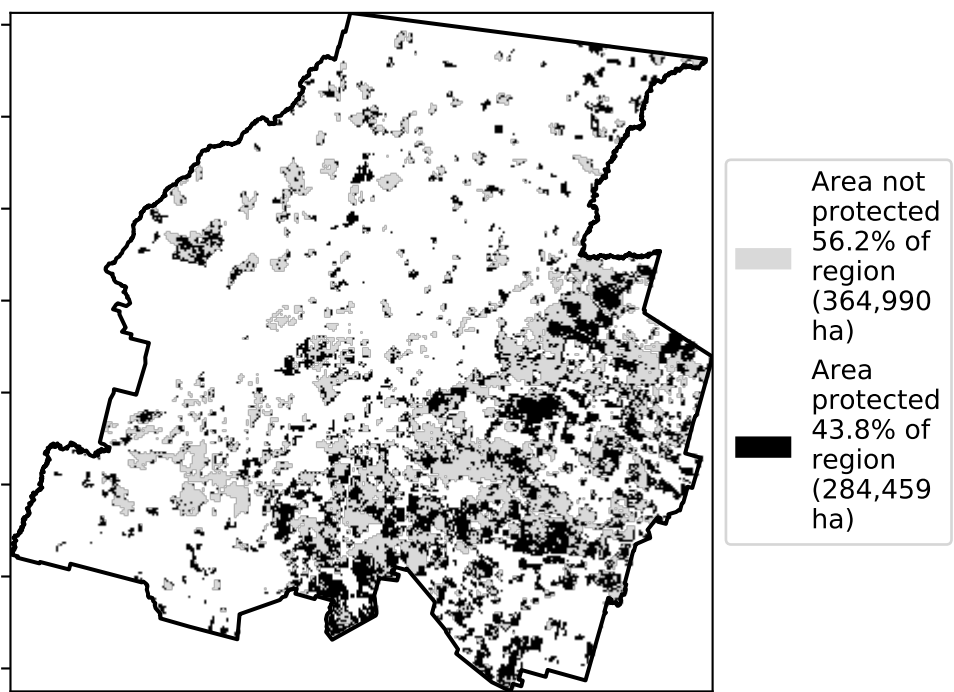 Area not
protected
56.2% of
region
(364,990
ha)
Area
protected
43.8% of
region
(284,459
ha)